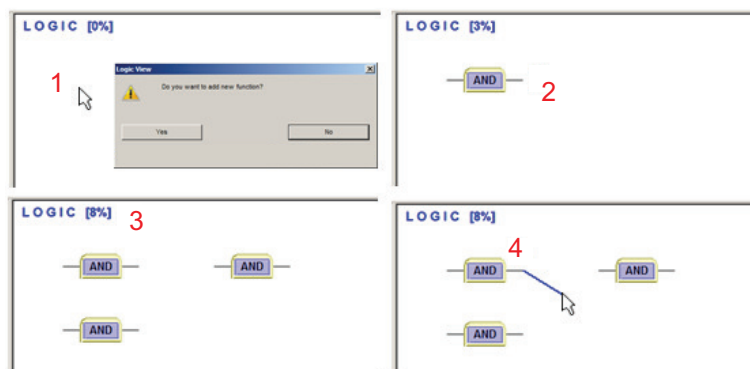 LOGIC [0%]
1
Logic View
Do you want to add new function?
Yes
No
LOGIC [3%]
AND
2
LOGIC [8%]
3
AND
AND
AND
LOGIC [8%]
4
AND
AND
AND